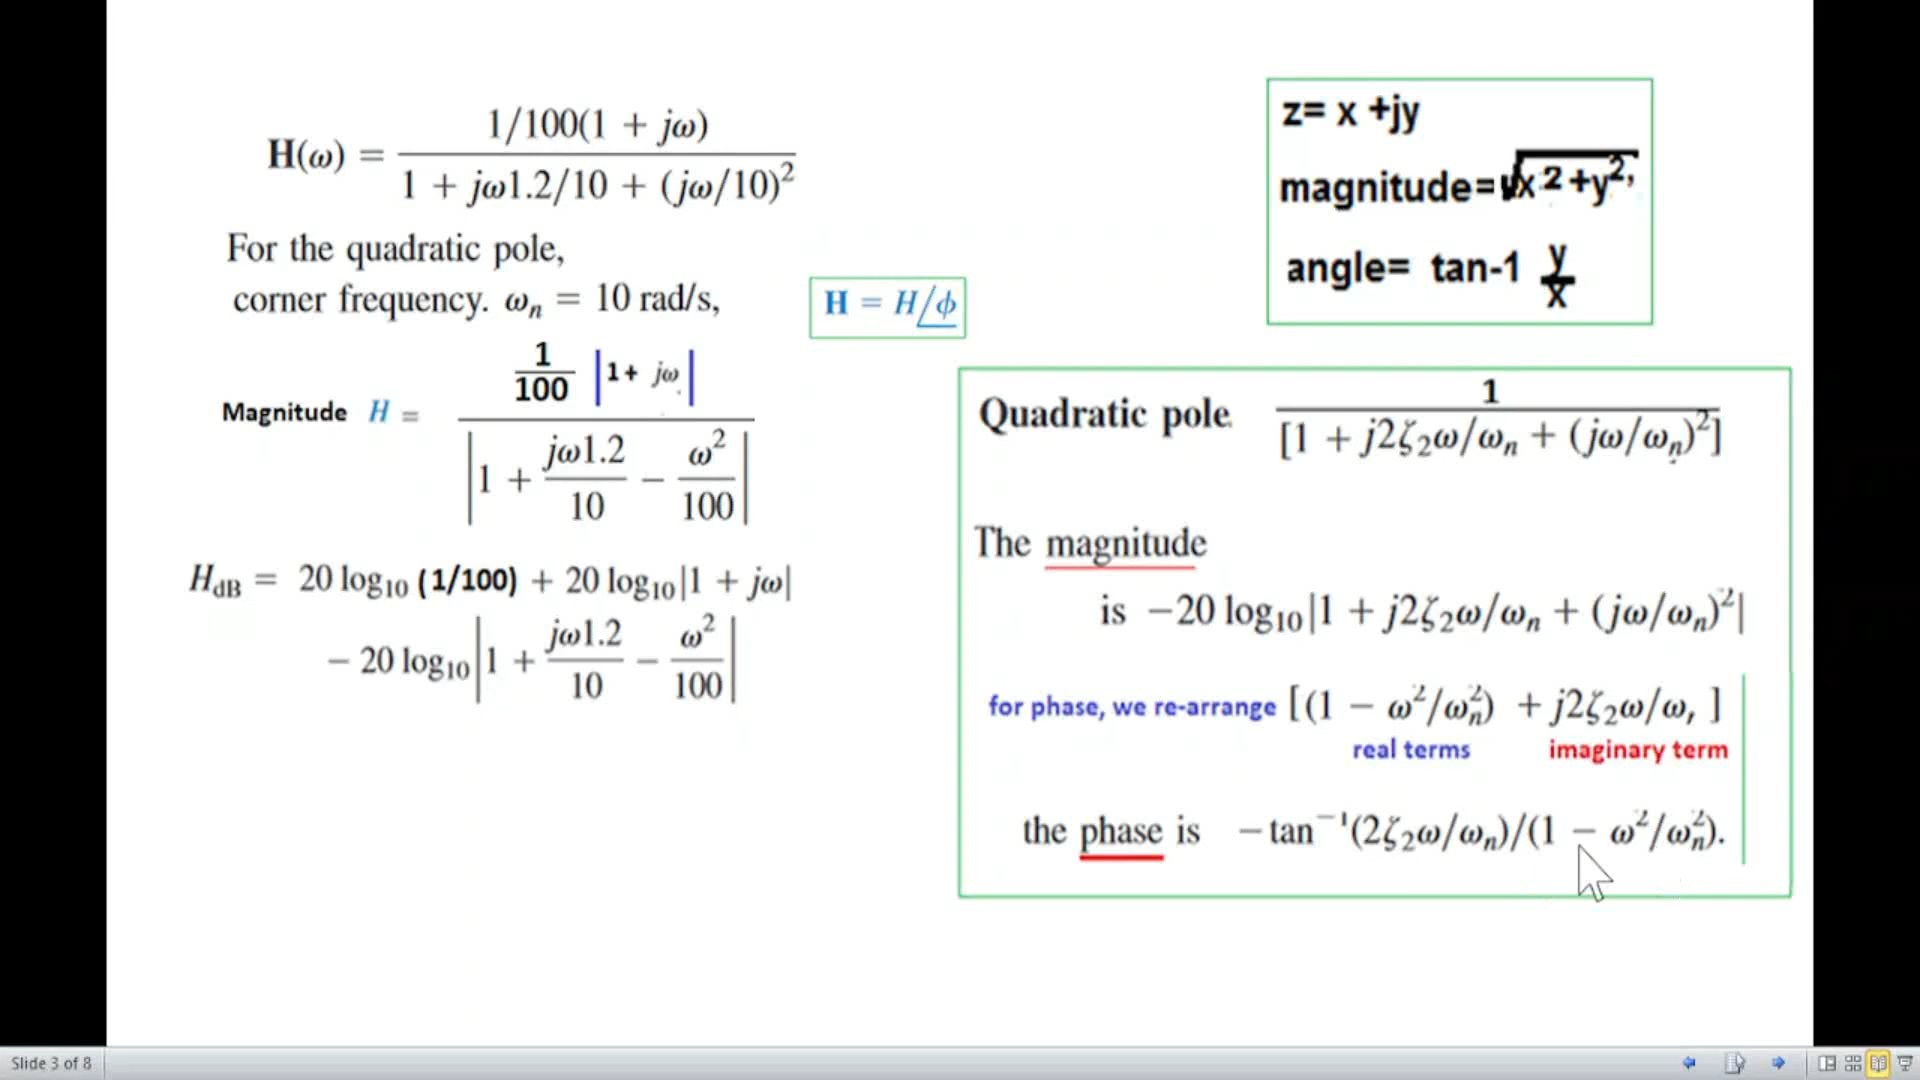 H(ω) = 1/100(1 + jω)
1 + jω1.2/10 + (jω/10)²
For the quadratic pole,
corner frequency. ωn = 10 rad/s,
H = H/ϕ
Magnitude H = 1/100 |1 + jω|
|1 + jω1.2/10 − ω²/100|
HdB = 20 log10 (1/100) + 20 log10|1 + jω|
− 20 log10|1 + jω1.2/10 − ω²/100|
z= x +jy
magnitude=√x 2 +y2,
angle= tan-1 y/x
Quadratic pole. 1
[1 + j2ζ2ω/ωn + (jω/ωn)²]
The magnitude
is −20 log10|1 + j2ζ2ω/ωn + (jω/ωn)²|
for phase, we re-arrange [(1 − ω²/ωn²) + j2ζ2ω/ω, ]
real terms imaginary term
the phase is −tan⁻¹(2ζ2ω/ωn)/(1 − ω²/ωn²).
Slide 3 of 8